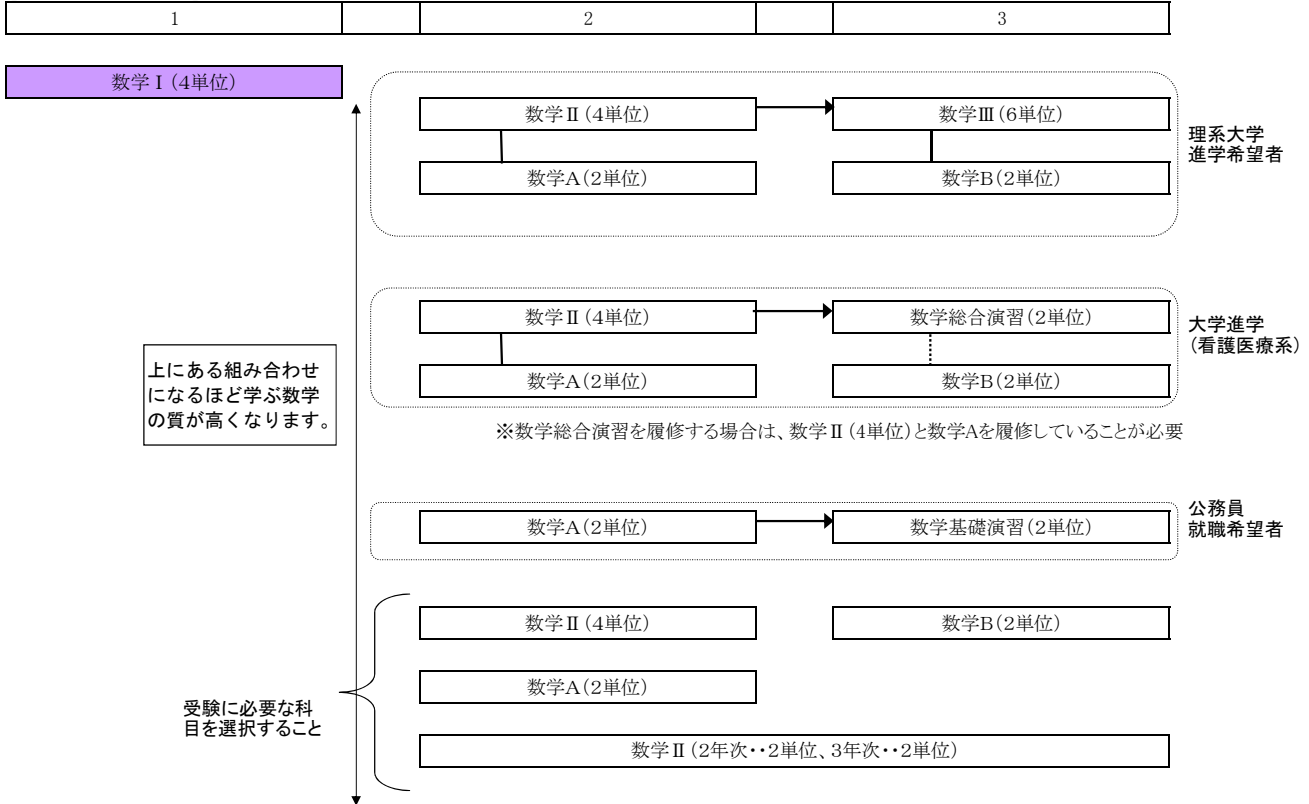 1
2
3
数学Ⅰ(4単位)
数学Ⅱ(4単位)
数学Ⅲ(6単位)
数学A(2単位)
数学B(2単位)
理系大学
進学希望者
数学Ⅱ(4単位)
数学総合演習(2単位)
数学A(2単位)
数学B(2単位)
大学進学
(看護医療系)
上にある組み合わせ
になるほど学ぶ数学
の質が高くなります。
※数学総合演習を履修する場合は、数学Ⅱ(4単位)と数学Aを履修していることが必要
数学A(2単位)
数学基礎演習(2単位)
公務員
就職希望者
数学Ⅱ(4単位)
数学B(2単位)
数学A(2単位)
受験に必要な科
目を選択すること
数学Ⅱ(2年次・・2単位、3年次・・2単位)